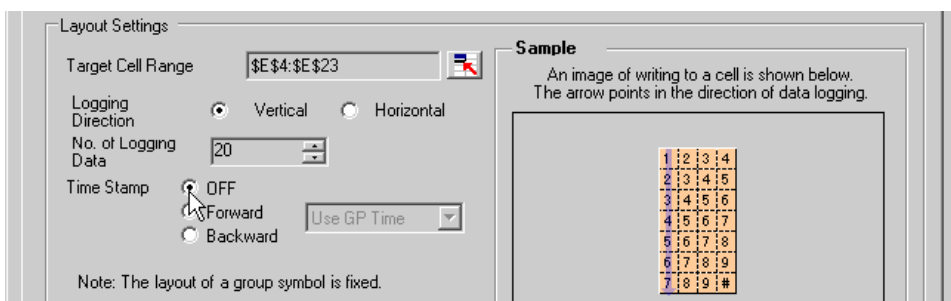 Layout Settings
Target Cell Range $E$4:$E$23
Logging Direction Vertical Horizontal
No. of Logging Data 20
Time Stamp OFF
Forward Use GP Time
Backward
Note: The layout of a group symbol is fixed.
Sample
An image of writing to a cell is shown below.
The arrow points in the direction of data logging.
1 2 3 4
2 3 4 5
3 4 5 6
4 5 6 7
5 6 7 8
6 7 8 9
7 8 9 #